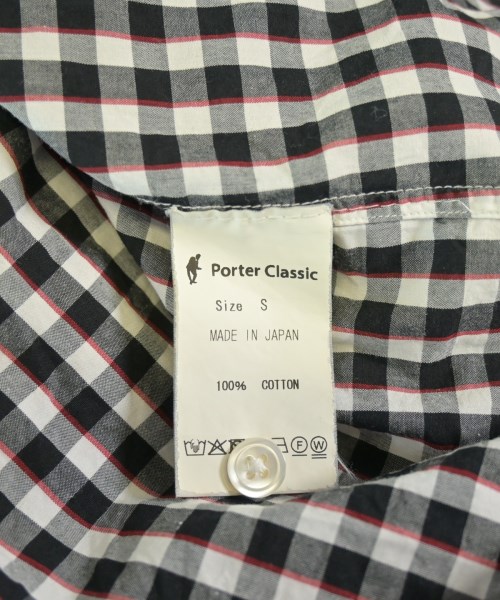 Porter Classic
Size S
MADE IN JAPAN
100% COTTON
F W